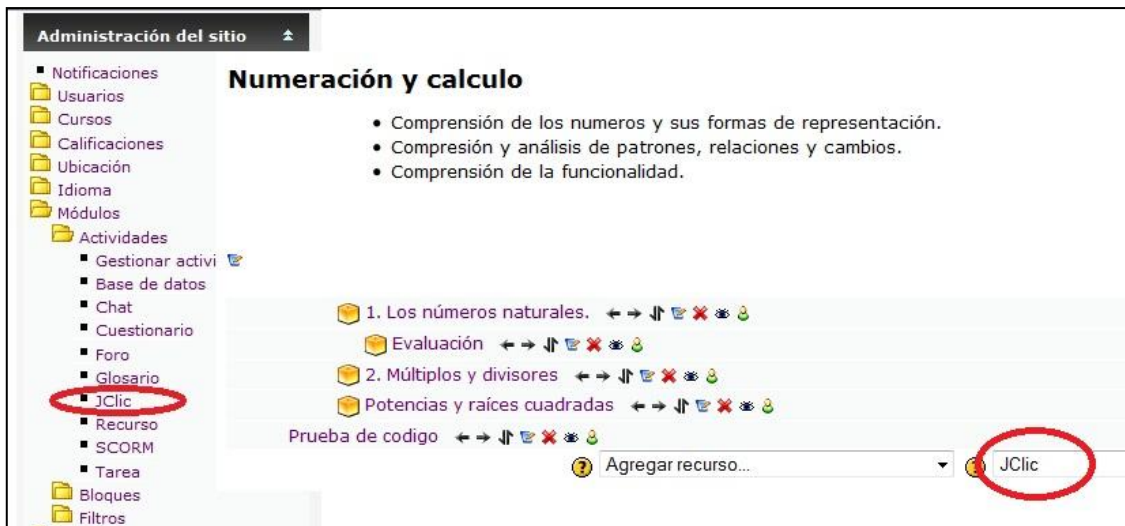 Administración del sitio
Notificaciones
Usuarios
Cursos
Calificaciones
Ubicación
Idioma
Módulos
Actividades
Gestionar activi
Base de datos
Chat
Cuestionario
Foro
Glosario
JClic
Recurso
SCORM
Tarea
Bloques
Filtros
Numeración y calculo
• Comprensión de los numeros y sus formas de representación.
• Compresión y análisis de patrones, relaciones y cambios.
• Comprensión de la funcionalidad.
1. Los números naturales.
Evaluación
2. Múltiplos y divisores
Potencias y raíces cuadradas
Prueba de codigo
? Agregar recurso... ? JClic